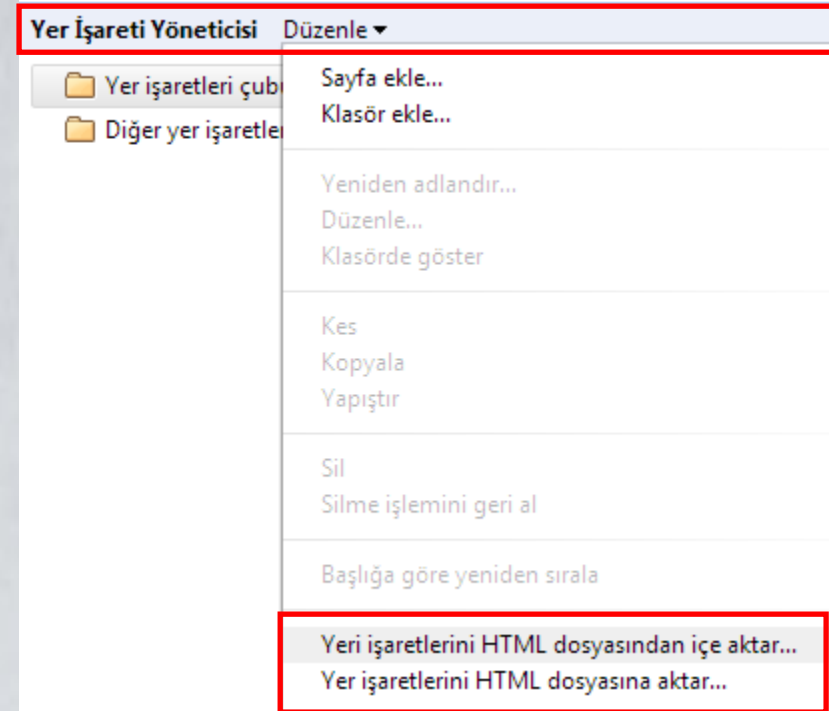 Yer İşareti Yöneticisi Düzenle
Yer işaretleri
Diğer yer
Sayfa ekle...
Klasör ekle...
Yeniden adlandır...
Düzenle...
Klasörde göster
Kes
Kopyala
Yapıştır
Sil
Silme işlemini geri al
Başlığa göre yeniden sırala
Yeri işaretlerini HTML dosyasından içe aktar...
Yer işaretlerini HTML dosyasına aktar...